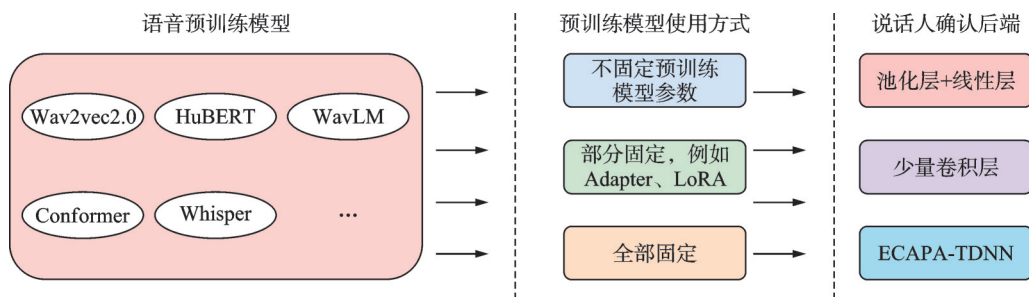 语音预训练模型
Wav2vec2.0
HuBERT
WavLM
Conformer
Whisper
...
预训练模型使用方式
不固定预训练
模型参数
部分固定，例如
Adapter、LoRA
全部固定
说话人确认后端
池化层+线性层
少量卷积层
ECAPA-TDNN